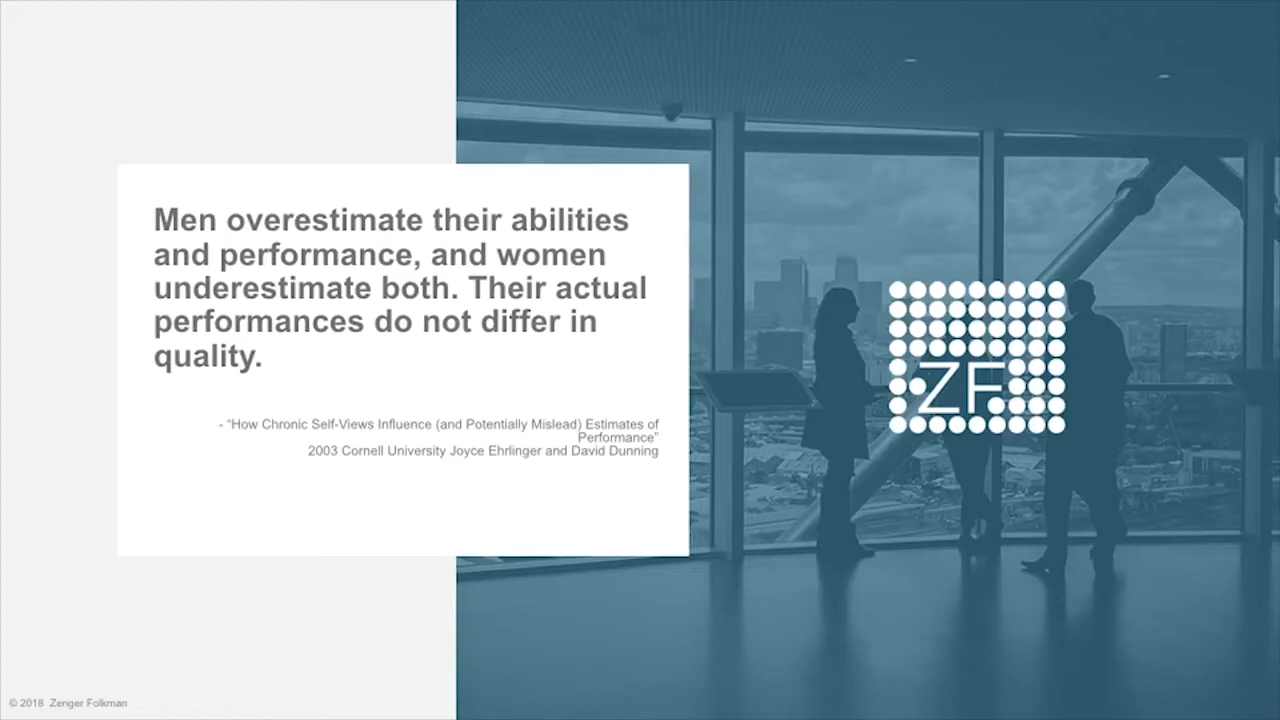 Men overestimate their abilities
and performance, and women
underestimate both. Their actual
performances do not differ in
quality.
- “How Chronic Self-Views Influence (and Potentially Mislead) Estimates of
Performance”
2003 Cornell University Joyce Ehrlinger and David Dunning
ZF
© 2018 Zenger Folkman